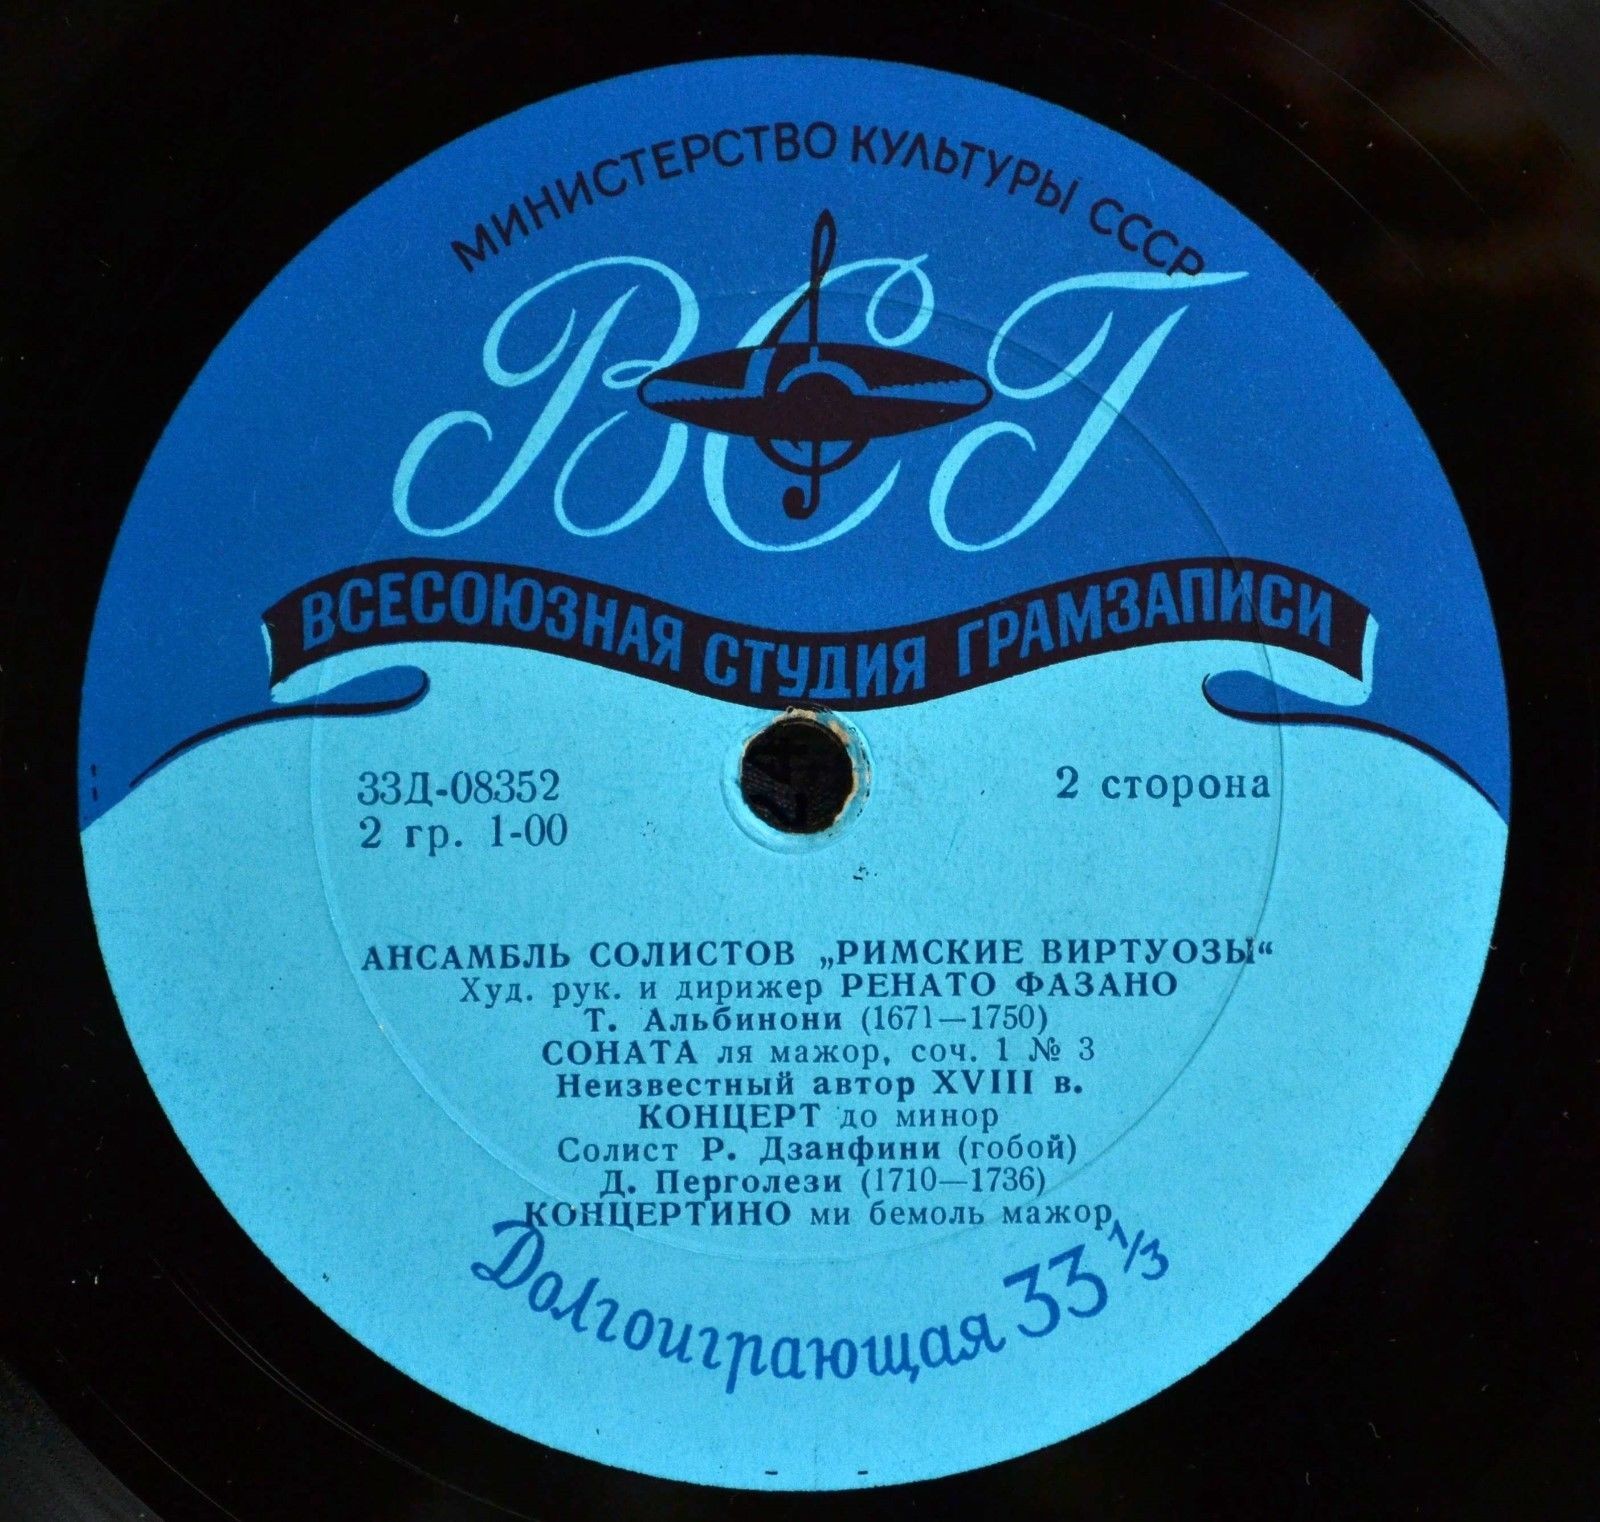 МИНИСТЕРСТВО КУЛЬТУРЫ СССР
ВСГ
ВСЕСОЮЗНАЯ СТУДИЯ ГРАМЗАПИСИ
33Д-08352
2 гр. 1-00
2 сторона
АНСАМБЛЬ СОЛИСТОВ „РИМСКИЕ ВИРТУОЗЫ“
Худ. рук. и дирижер РЕНАТО ФАЗАНО
Т. Альбинони (1671—1750)
СОНАТА ля мажор, соч. 1 № 3
Неизвестный автор XVIII в.
КОНЦЕРТ до минор
Солист Р. Дзанфини (гобой)
Д. Перголези (1710—1736)
КОНЦЕРТИНО ми бемоль мажор
Долгоиграющая 33 1/3